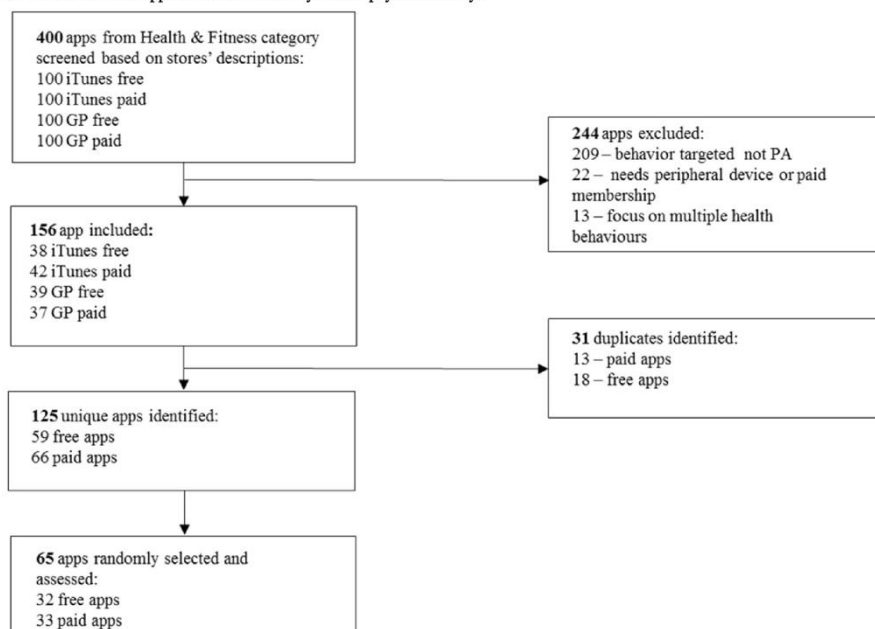 400 apps from Health & Fitness category
screened based on stores' descriptions:
100 iTunes free
100 iTunes paid
100 GP free
100 GP paid
244 apps excluded:
209 – behavior targeted not PA
22 – needs peripheral device or paid
membership
13 – focus on multiple health
behaviours
156 app included:
38 iTunes free
42 iTunes paid
39 GP free
37 GP paid
31 duplicates identified:
13 – paid apps
18 – free apps
125 unique apps identified:
59 free apps
66 paid apps
65 apps randomly selected and
assessed:
32 free apps
33 paid apps